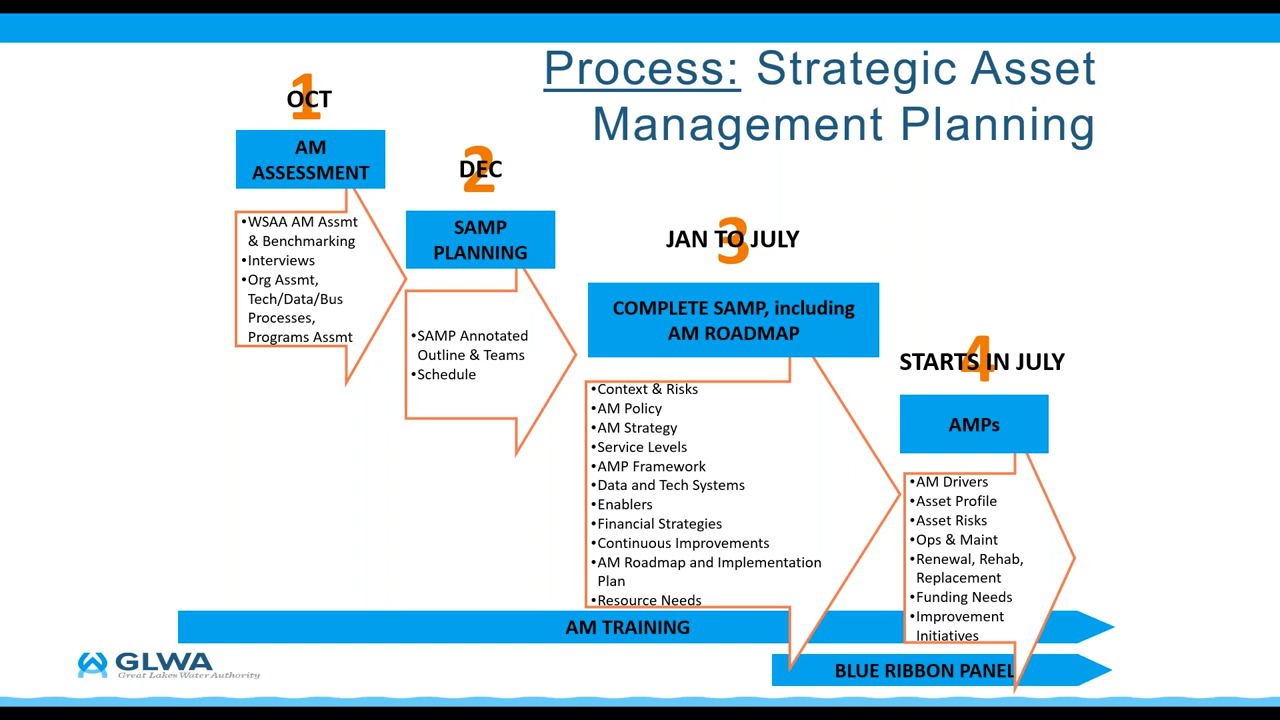 Process: Strategic Asset
Management Planning
1
OCT
AM
ASSESSMENT
•WSAA AM Assmt
& Benchmarking
•Interviews
•Org Assmt,
Tech/Data/Bus
Processes,
Programs Assmt
2
DEC
SAMP
PLANNING
•SAMP Annotated
Outline & Teams
•Schedule
3
JAN TO JULY
COMPLETE SAMP, including
AM ROADMAP
•Context & Risks
•AM Policy
•AM Strategy
•Service Levels
•AMP Framework
•Data and Tech Systems
•Enablers
•Financial Strategies
•Continuous Improvements
•AM Roadmap and Implementation
Plan
•Resource Needs
4
STARTS IN JULY
AMPs
•AM Drivers
•Asset Profile
•Asset Risks
•Ops & Maint
•Renewal, Rehab,
Replacement
•Funding Needs
•Improvement
Initiatives
AM TRAINING
BLUE RIBBON PANEL
GLWA
Great Lakes Water Authority